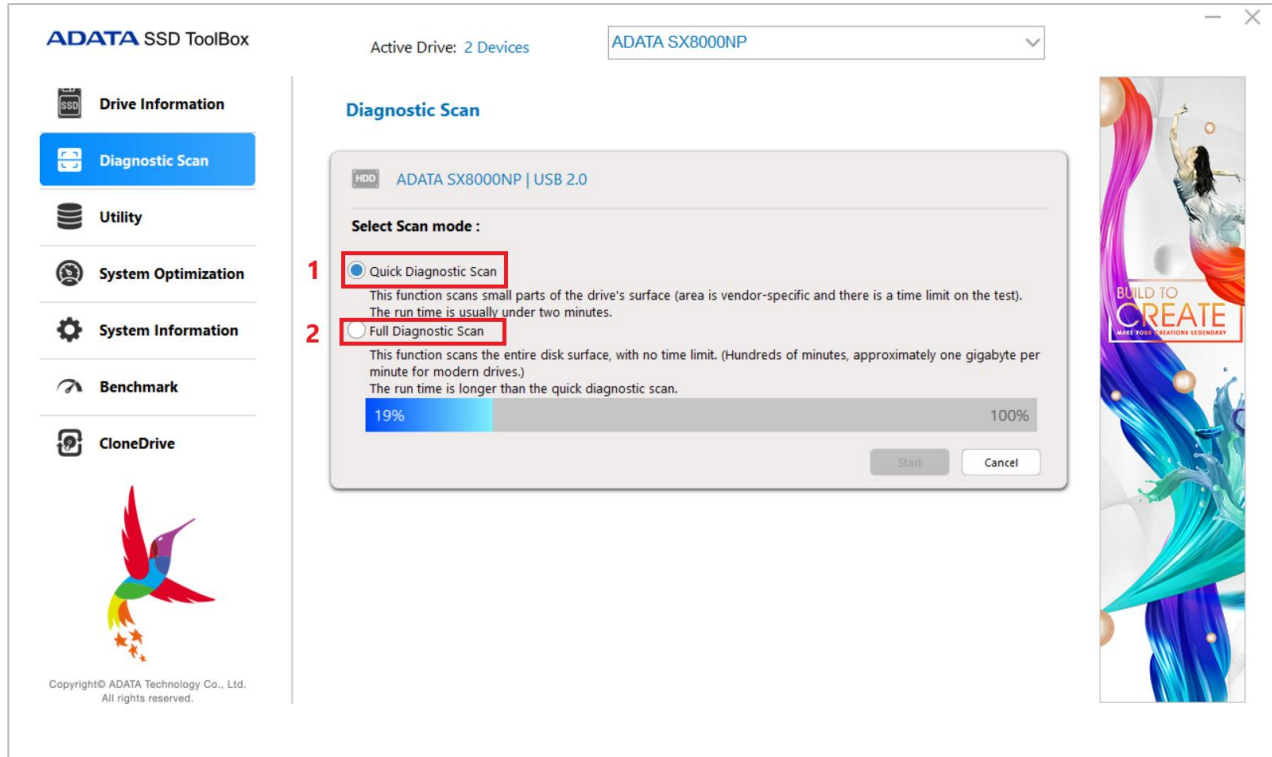 ADATA SSD ToolBox
Active Drive: 2 Devices
ADATA SX8000NP
SSD
Drive Information
Diagnostic Scan
Utility
System Optimization
System Information
Benchmark
CloneDrive
Copyright© ADATA Technology Co., Ltd.
All rights reserved.
Diagnostic Scan
HDD
ADATA SX8000NP | USB 2.0
Select Scan mode :
1
Quick Diagnostic Scan
This function scans small parts of the drive's surface (area is vendor-specific and there is a time limit on the test).
The run time is usually under two minutes.
2
Full Diagnostic Scan
This function scans the entire disk surface, with no time limit. (Hundreds of minutes, approximately one gigabyte per
minute for modern drives.)
The run time is longer than the quick diagnostic scan.
19%
100%
Start
Cancel
BUILD TO
CREATE
MAKE YOUR CREATIONS LEGENDARY